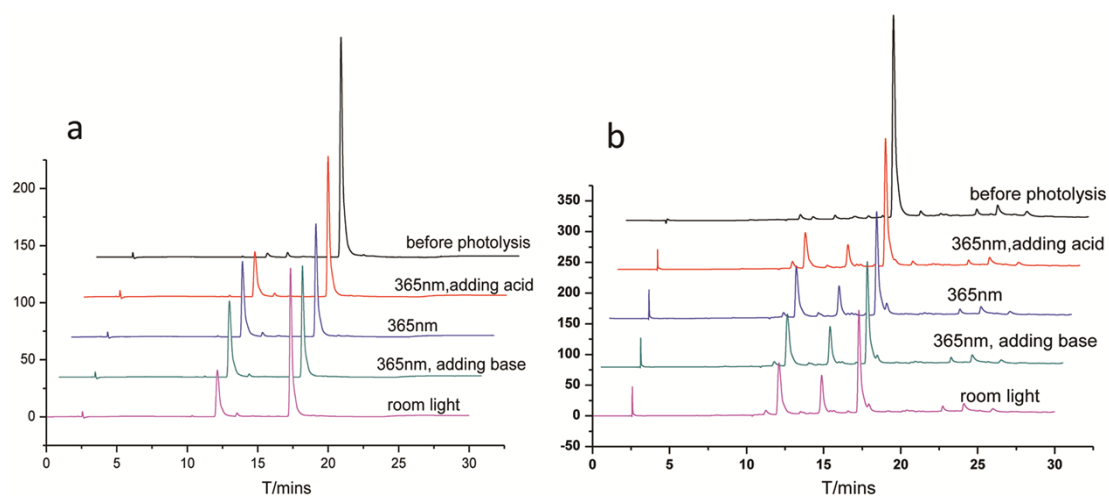 a
200
150
100
50
0
before photolysis
365nm,adding acid
365nm
365nm, adding base
room light
0 5 10 15 20 25 30
T/mins
b
350
300
250
200
150
100
50
0
-50
before photolysis
365nm,adding acid
365nm
365nm, adding base
room light
0 5 10 15 20 25 30
T/mins